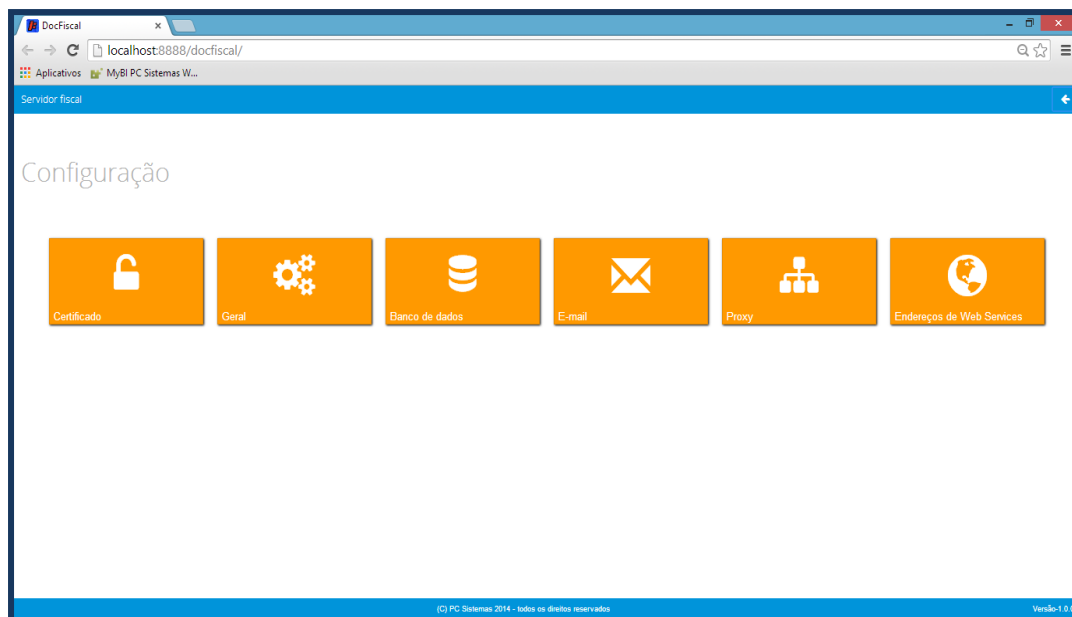 DocFiscal
localhost:8888/docfiscal/
Aplicativos MyBI PC Sistemas W...
Servidor fiscal
Configuração
Certificado Geral Banco de dados E-mail Proxy Endereços de Web Services
(C) PC Sistemas 2014 - todos os direitos reservados Versão-1.0.0